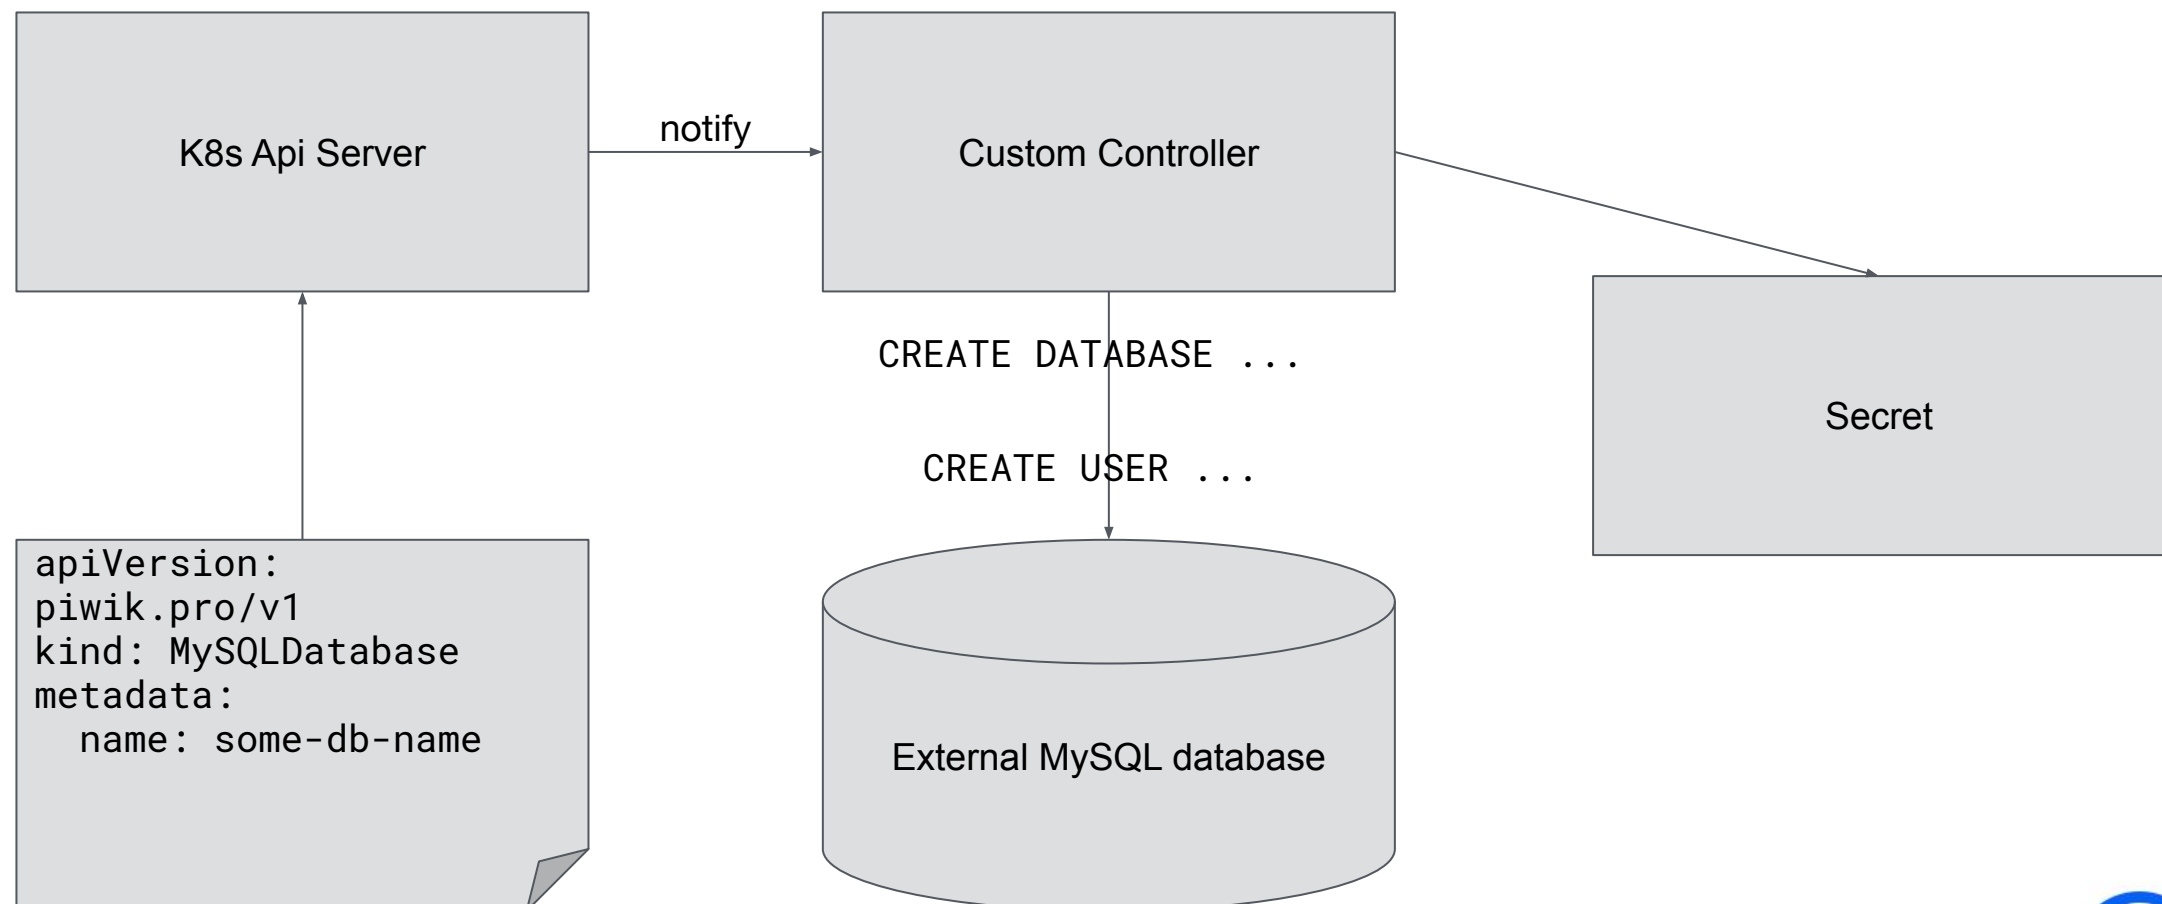 K8s Api Server
notify
Custom Controller
CREATE DATABASE ...
CREATE USER ...
Secret
apiVersion:
piwik.pro/v1
kind: MySQLDatabase
metadata:
  name: some-db-name
External MySQL database